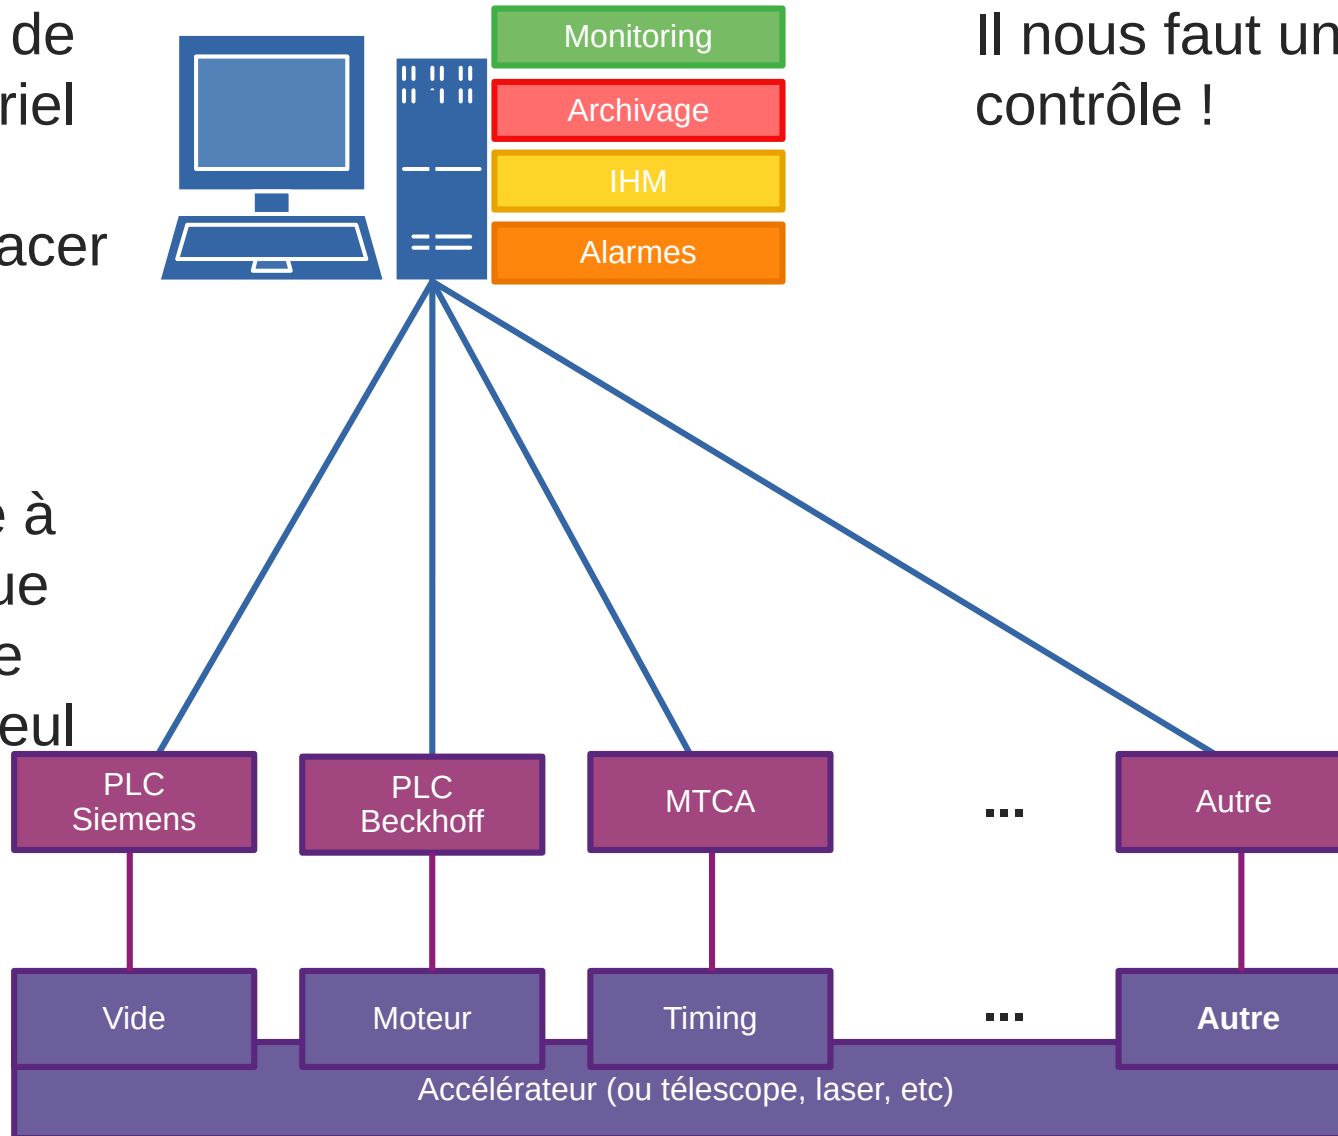 de
riel
acer
e à
ue
e
eul
Monitoring
Archivage
IHM
Alarmes
Il nous faut un
contrôle !
PLC
Siemens
PLC
Beckhoff
MTCA
...
Autre
Vide
Moteur
Timing
...
Autre
Accélérateur (ou télescope, laser, etc)